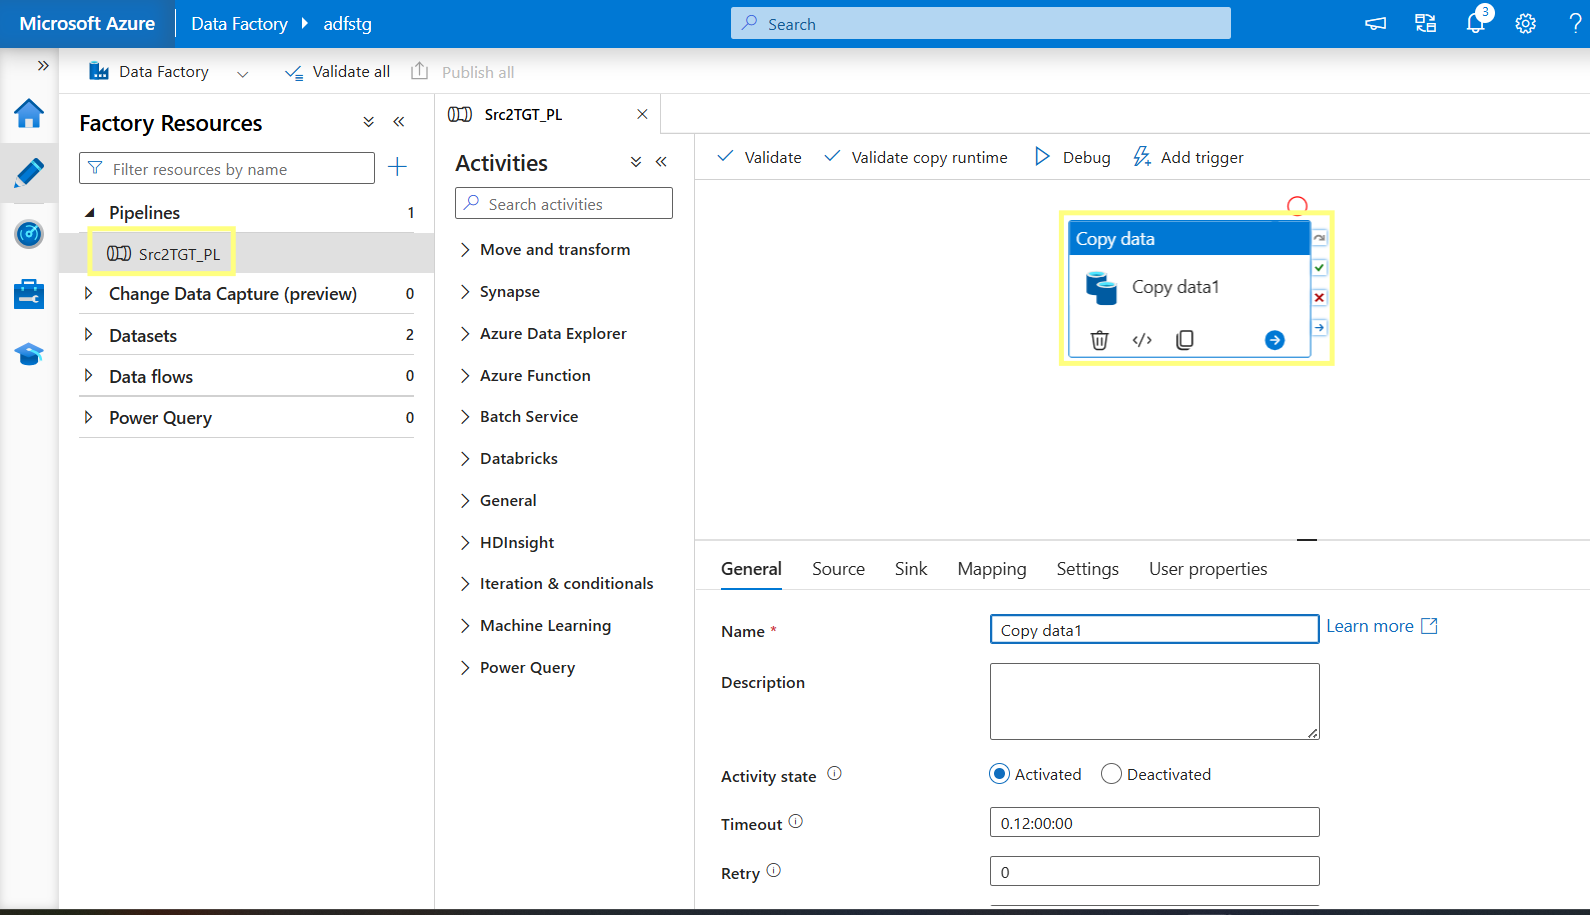 Microsoft Azure
Data Factory
adfstg
Search
3
?
Data Factory
Validate all
Publish all
Factory Resources
Filter resources by name
Pipelines 1
Src2TGT_PL
Change Data Capture (preview) 0
Datasets 2
Data flows 0
Power Query 0
Src2TGT_PL
Activities
Search activities
Move and transform
Synapse
Azure Data Explorer
Azure Function
Batch Service
Databricks
General
HDInsight
Iteration & conditionals
Machine Learning
Power Query
Validate
Validate copy runtime
Debug
Add trigger
Copy data
Copy data1
General
Source
Sink
Mapping
Settings
User properties
Name *
Copy data1
Learn more
Description
Activity state
Activated
Deactivated
Timeout
0.12:00:00
Retry
0